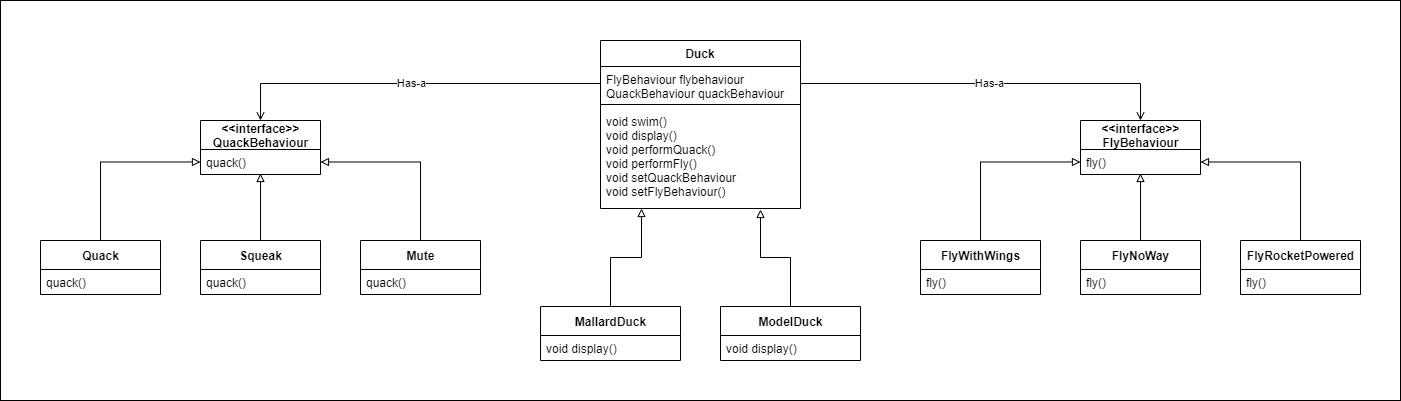 Duck
FlyBehaviour flybehaviour
QuackBehaviour quackBehaviour
void swim()
void display()
void performQuack()
void performFly()
void setQuackBehaviour
void setFlyBehaviour()
Has-a
Has-a
<<interface>>
QuackBehaviour
quack()
<<interface>>
FlyBehaviour
fly()
Quack
quack()
Squeak
quack()
Mute
quack()
FlyWithWings
fly()
FlyNoWay
fly()
FlyRocketPowered
fly()
MallardDuck
void display()
ModelDuck
void display()